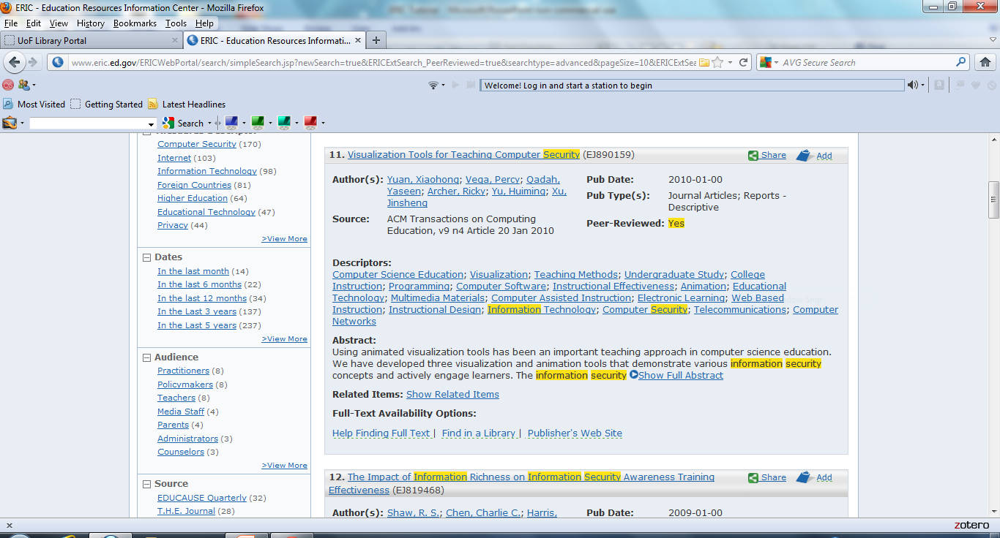 ERIC - Education Resources Information Center - Mozilla Firefox
File Edit View History Bookmarks Tools Help
UoF Library Portal
ERIC - Education Resources Informati...
www.eric.ed.gov/ERICWebPortal/search/simpleSearch.jsp?newSearch=true&ERICExtSearch_PeerReviewed=true&searchtype=advanced&pageSize=10&ERICExtSea
AVG Secure Search
Welcome! Log in and start a station to begin
Most Visited Getting Started Latest Headlines
Search
Computer Security (170)
Internet (103)
Information Technology (98)
Foreign Countries (81)
Higher Education (64)
Educational Technology (47)
Privacy (44)
>View More
Dates
In the last month (14)
In the last 6 months (22)
In the last 12 months (34)
In the Last 3 years (137)
In the Last 5 years (237)
>View More
Audience
Practitioners (8)
Policymakers (8)
Teachers (8)
Media Staff (4)
Parents (4)
Administrators (3)
Counselors (3)
>View More
Source
EDUCAUSE Quarterly (32)
T.H.E. Journal (28)
11. Visualization Tools for Teaching Computer Security (EJ890159)
Share Add
Author(s): Yuan, Xiaohong; Vega, Percy; Qadah,
Yaseen; Archer, Ricky; Yu, Huiming; Xu,
Jinsheng
Source: ACM Transactions on Computing
Education, v9 n4 Article 20 Jan 2010
Pub Date: 2010-01-00
Pub Type(s): Journal Articles; Reports -
Descriptive
Peer-Reviewed: Yes
Descriptors:
Computer Science Education; Visualization; Teaching Methods; Undergraduate Study; College
Instruction; Programming; Computer Software; Instructional Effectiveness; Animation; Educational
Technology; Multimedia Materials; Computer Assisted Instruction; Electronic Learning; Web Based
Instruction; Instructional Design; Information Technology; Computer Security; Telecommunications; Computer
Networks
Abstract:
Using animated visualization tools has been an important teaching approach in computer science education.
We have developed three visualization and animation tools that demonstrate various information security
concepts and actively engage learners. The information security Show Full Abstract
Related Items: Show Related Items
Full-Text Availability Options:
Help Finding Full Text | Find in a Library | Publisher's Web Site
12. The Impact of Information Richness on Information Security Awareness Training
Effectiveness (EJ819468)
Share Add
Author(s): Shaw, R. S.; Chen, Charlie C.; Harris,
Pub Date: 2009-01-00
zotero